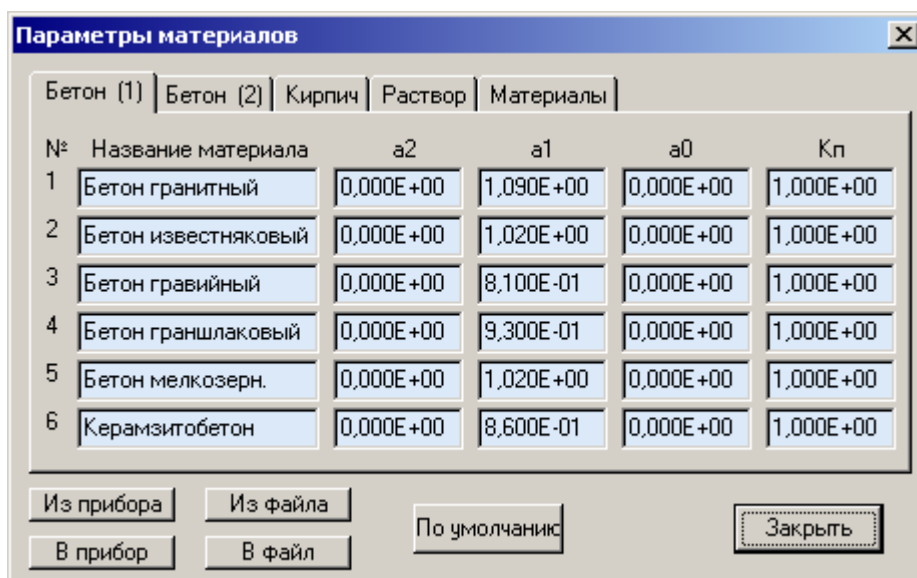 Параметры материалов
Бетон (1) Бетон (2) Кирпич Раствор Материалы
№ Название материала a2 a1 a0 Кп
1 Бетон гранитный 0,000E+00 1,090E+00 0,000E+00 1,000E+00
2 Бетон известняковый 0,000E+00 1,020E+00 0,000E+00 1,000E+00
3 Бетон гравийный 0,000E+00 8,100E-01 0,000E+00 1,000E+00
4 Бетон граншлаковый 0,000E+00 9,300E-01 0,000E+00 1,000E+00
5 Бетон мелкозерн. 0,000E+00 1,020E+00 0,000E+00 1,000E+00
6 Керамзитобетон 0,000E+00 8,600E-01 0,000E+00 1,000E+00
Из прибора Из файла По умолчанию Закрыть
В прибор В файл